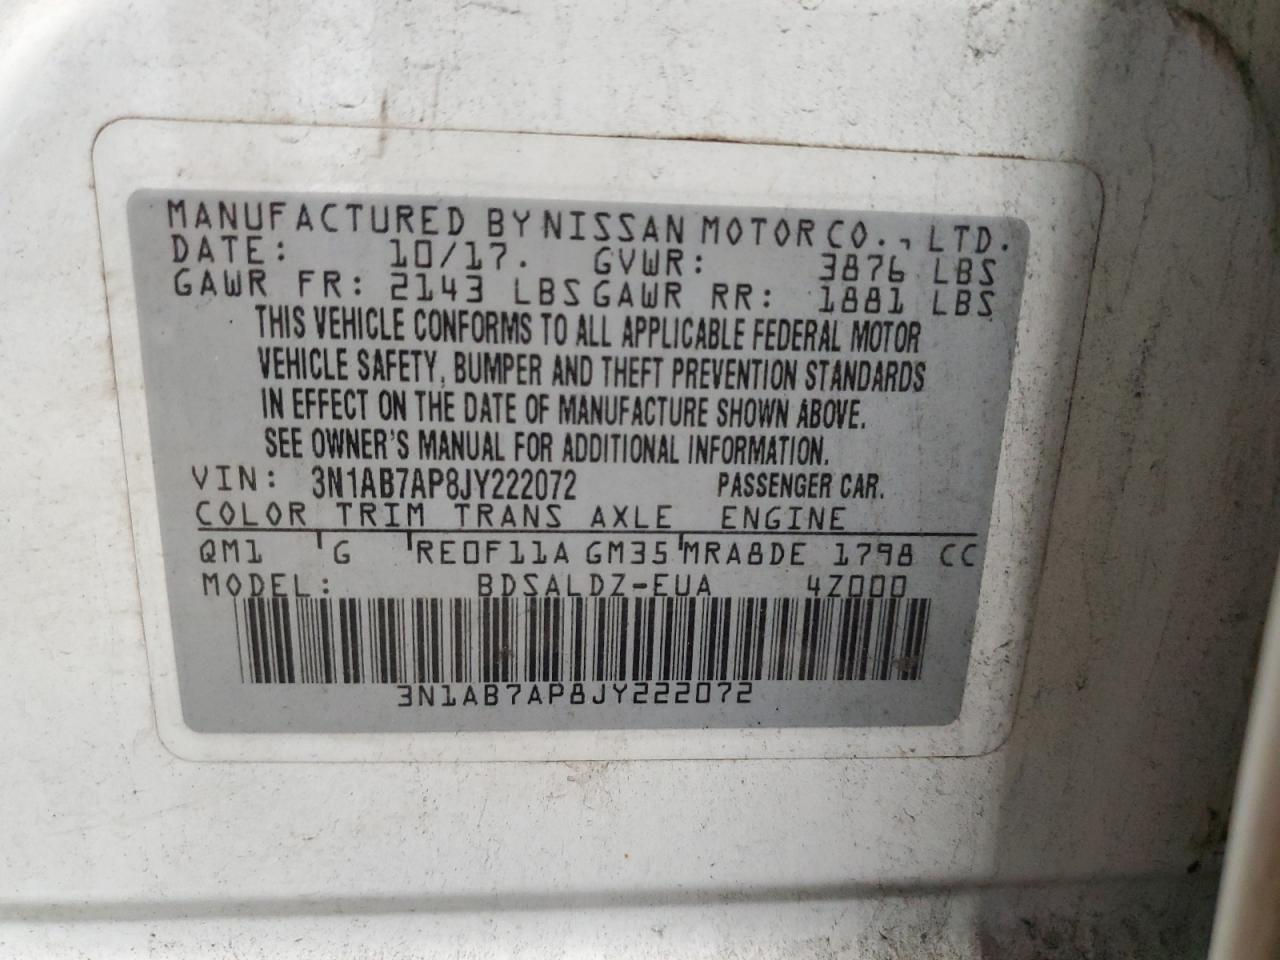 MANUFACTURED BY NISSAN MOTOR CO., LTD.
DATE: 10/17. GVWR: 3876 LBS
GAWR FR: 2143 LBS GAWR RR: 1881 LBS
THIS VEHICLE CONFORMS TO ALL APPLICABLE FEDERAL MOTOR
VEHICLE SAFETY, BUMPER AND THEFT PREVENTION STANDARDS
IN EFFECT ON THE DATE OF MANUFACTURE SHOWN ABOVE.
SEE OWNER'S MANUAL FOR ADDITIONAL INFORMATION.
VIN: 3N1AB7AP8JY222072 PASSENGER CAR.
COLOR TRIM TRANS AXLE ENGINE
QM1 G RE0F11A GM35 MRA8DE 1798 CC
MODEL: BDSALDZ-EUA 4Z000
3N1AB7AP8JY222072